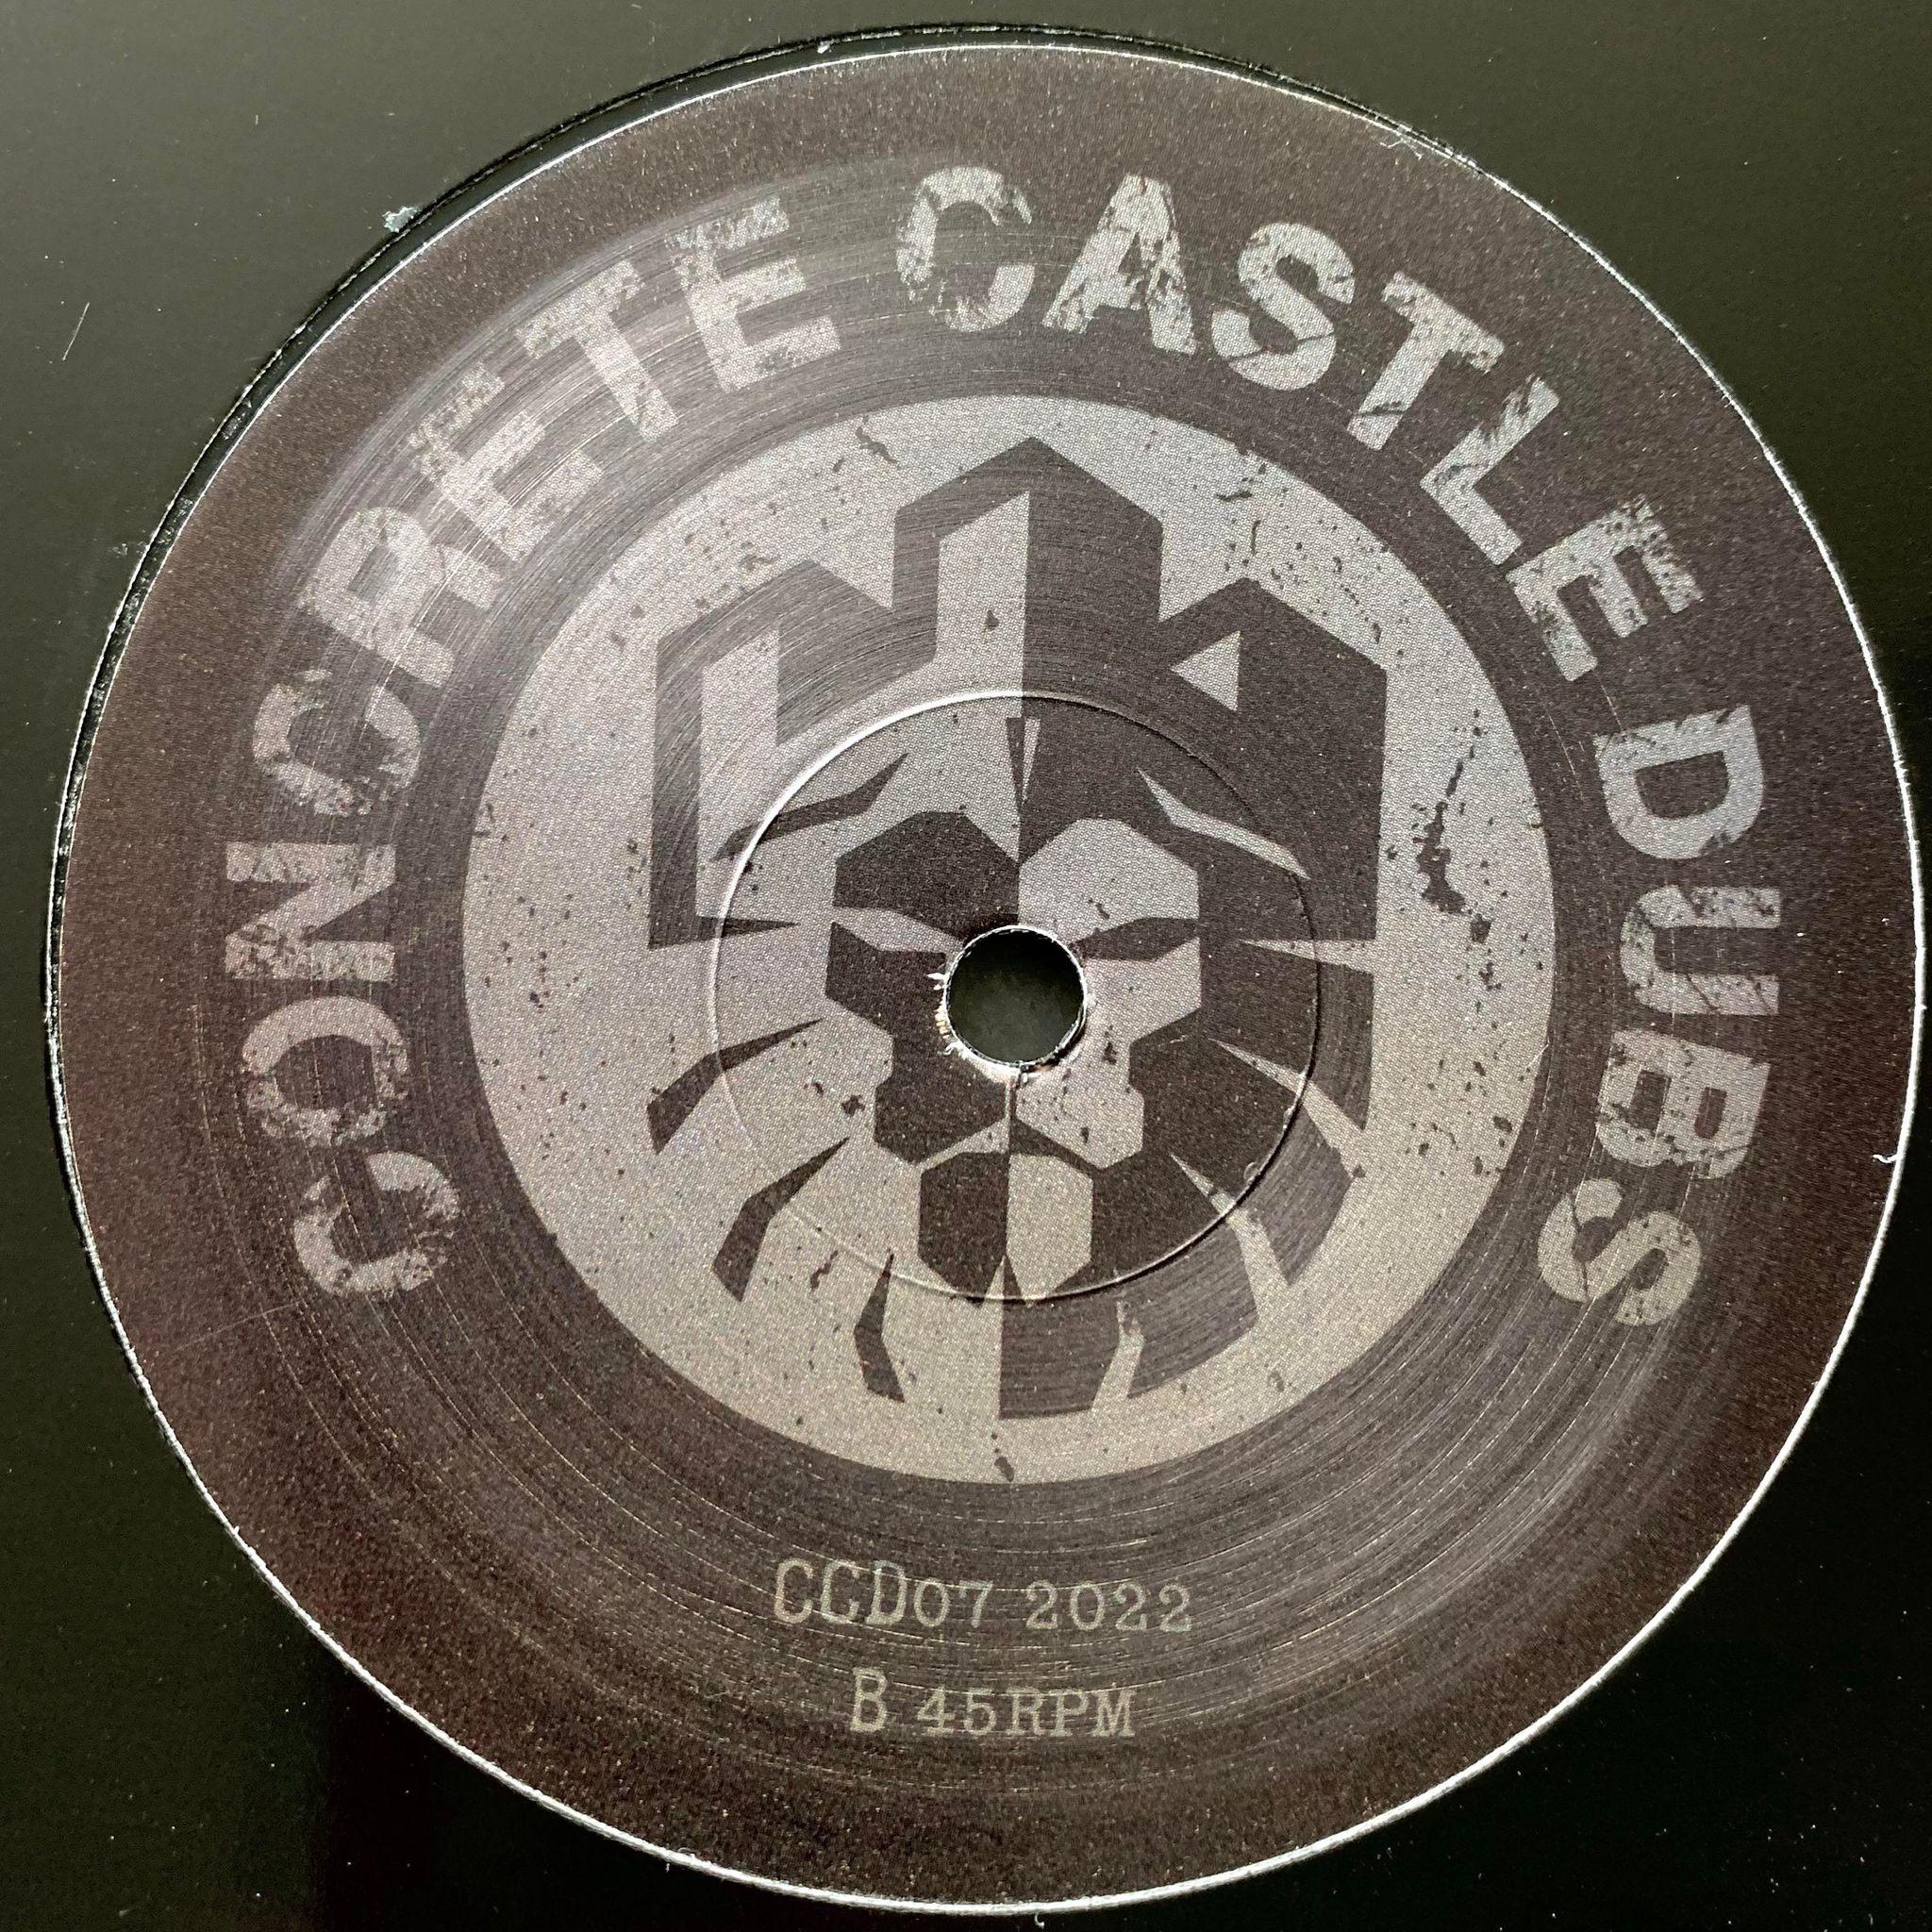 CONCRETE CASTLE DUBS
CCD07 2022
B 45RPM